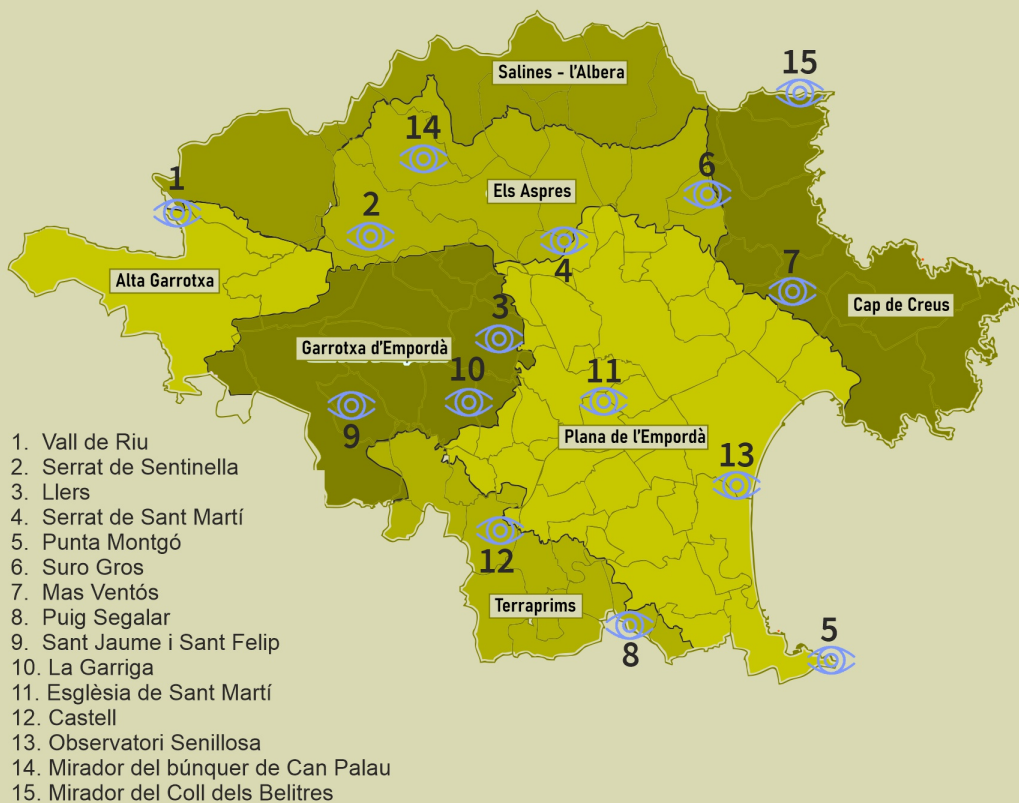 Salines - l'Albera
15
14
6
1
Els Aspres
2
4
7
Alta Garrotxa
Cap de Creus
3
Garrotxa d'Empordà
10
11
9
Plana de l'Empordà
13
12
Terraprims
5
8
1. Vall de Riu
2. Serrat de Sentinella
3. Llers
4. Serrat de Sant Martí
5. Punta Montgó
6. Suro Gros
7. Mas Ventós
8. Puig Segalar
9. Sant Jaume i Sant Felip
10. La Garriga
11. Esglèsia de Sant Martí
12. Castell
13. Observatori Senillosa
14. Mirador del búnquer de Can Palau
15. Mirador del Coll dels Belitres